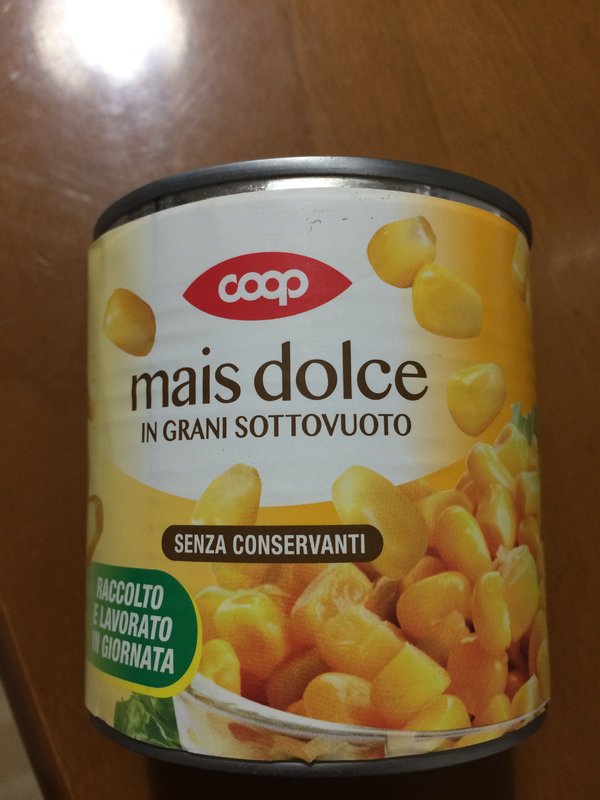 coop
mais dolce
IN GRANI SOTTOVUOTO
SENZA CONSERVANTI
RACCOLTO
E LAVORATO
IN GIORNATA